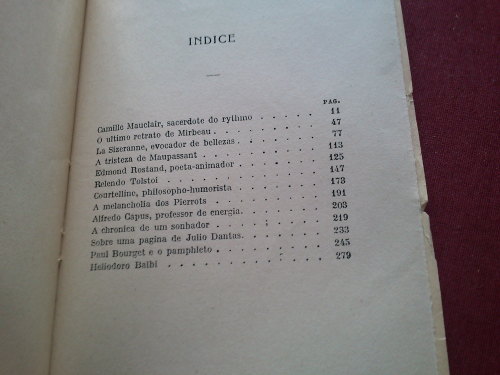 INDICE
PAG.
Camille Mauclair, sacerdote do rythmo . . . . . . 11
O ultimo retrato de Mirbeau . . . . . . . . 47
La Sizeranne, evocador de bellezas . . . . . . . 77
A tristeza de Maupassant . . . . . . . . . 113
Edmond Rostand, poeta-animador . . . . . . . 125
Relendo Tolstoi . . . . . . . . . . . . 147
Courteline, philosopho-humorista . . . . . . . 173
A melancholia dos Pierrots . . . . . . . . 191
Alfredo Capus, professor de energia . . . . . . . 203
A chronica de um sonhador . . . . . . . . 219
Sobre uma pagina de Julio Dantas . . . . . . . 233
Paul Bourget e o pamphleto . . . . . . . . 245
Heliodoro Balbi . . . . . . . . . . . . 279